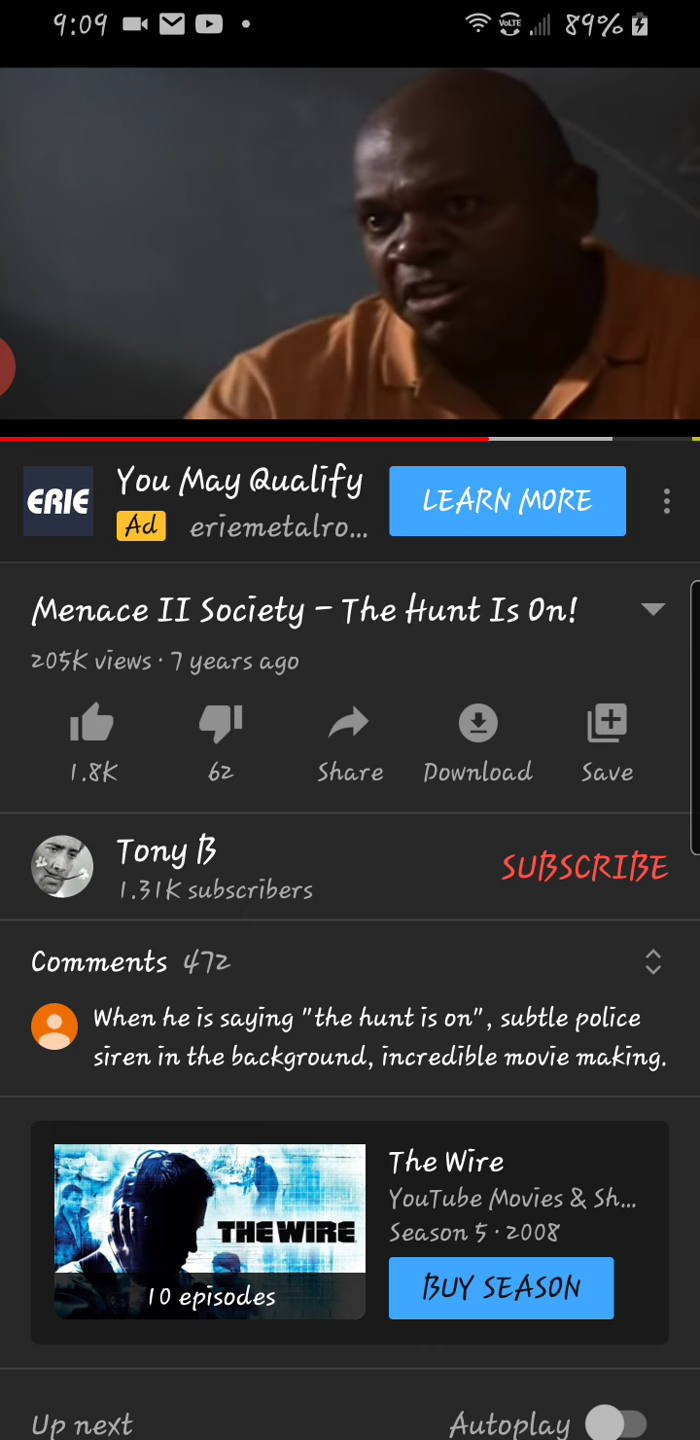 9:09 VoLTE 89%
ERIE
You May Qualify
Ad eriemetalro...
LEARN MORE
Menace II Society – The Hunt Is On!
205K views · 7 years ago
1.8K 62 Share Download Save
Tony B
1.31K subscribers
SUBSCRIBE
Comments 472
When he is saying "the hunt is on", subtle police
siren in the background, incredible movie making.
THE WIRE
10 episodes
The Wire
YouTube Movies & Sh...
Season 5 · 2008
BUY SEASON
Up next Autoplay